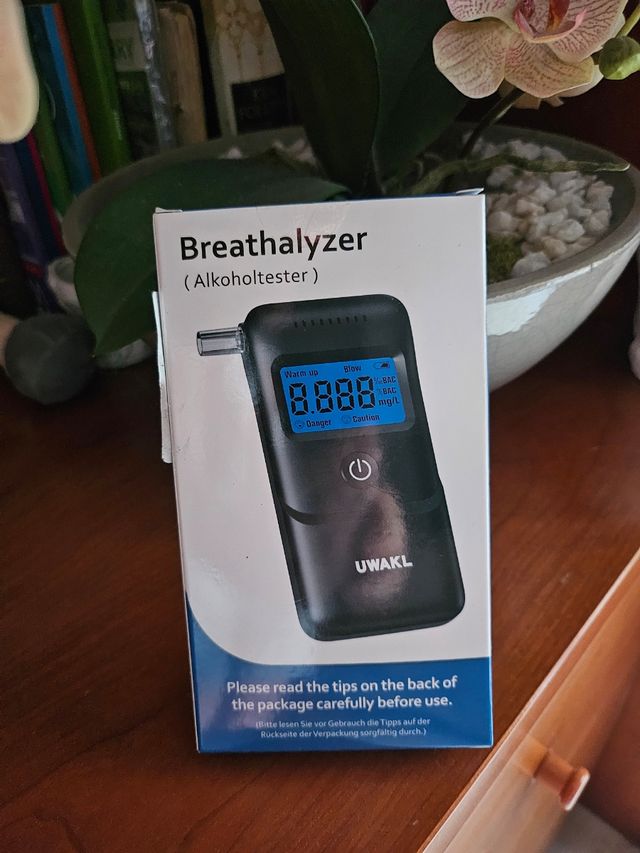 Breathalyzer
(Alkoholtester)
Warm up Blow
8.888 ‰BAC
%BAC
mg/L
Danger Caution
UWAKL
Please read the tips on the back of
the package carefully before use.
(Bitte lesen Sie vor Gebrauch die Tipps auf der
Rückseite der Verpackung sorgfältig durch.)